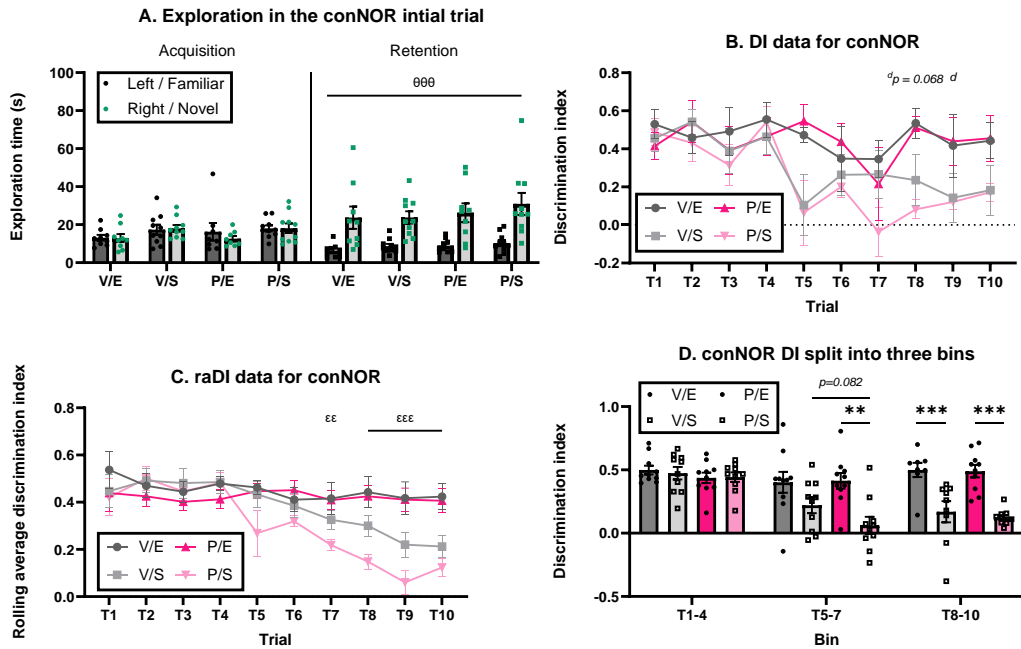 A. Exploration in the conNOR intial trial
Acquisition
Retention
Exploration time (s)
100
80
60
40
20
0
Left / Familiar
Right / Novel
θθθ
V/E
V/S
P/E
P/S
V/E
V/S
P/E
P/S
B. DI data for conNOR
d p = 0.068 d
Discrimination index
0.6
0.4
0.2
0.0
-0.2
V/E
P/E
V/S
P/S
T1
T2
T3
T4
T5
T6
T7
T8
T9
T10
Trial
C. raDI data for conNOR
Rolling average discrimination index
0.6
0.4
0.2
0.0
εε
εεε
V/E
P/E
V/S
P/S
T1
T2
T3
T4
T5
T6
T7
T8
T9
T10
Trial
D. conNOR DI split into three bins
Discrimination index
1.0
0.5
0.0
-0.5
V/E
P/E
V/S
P/S
p=0.082
**
***
***
T1-4
T5-7
T8-10
Bin